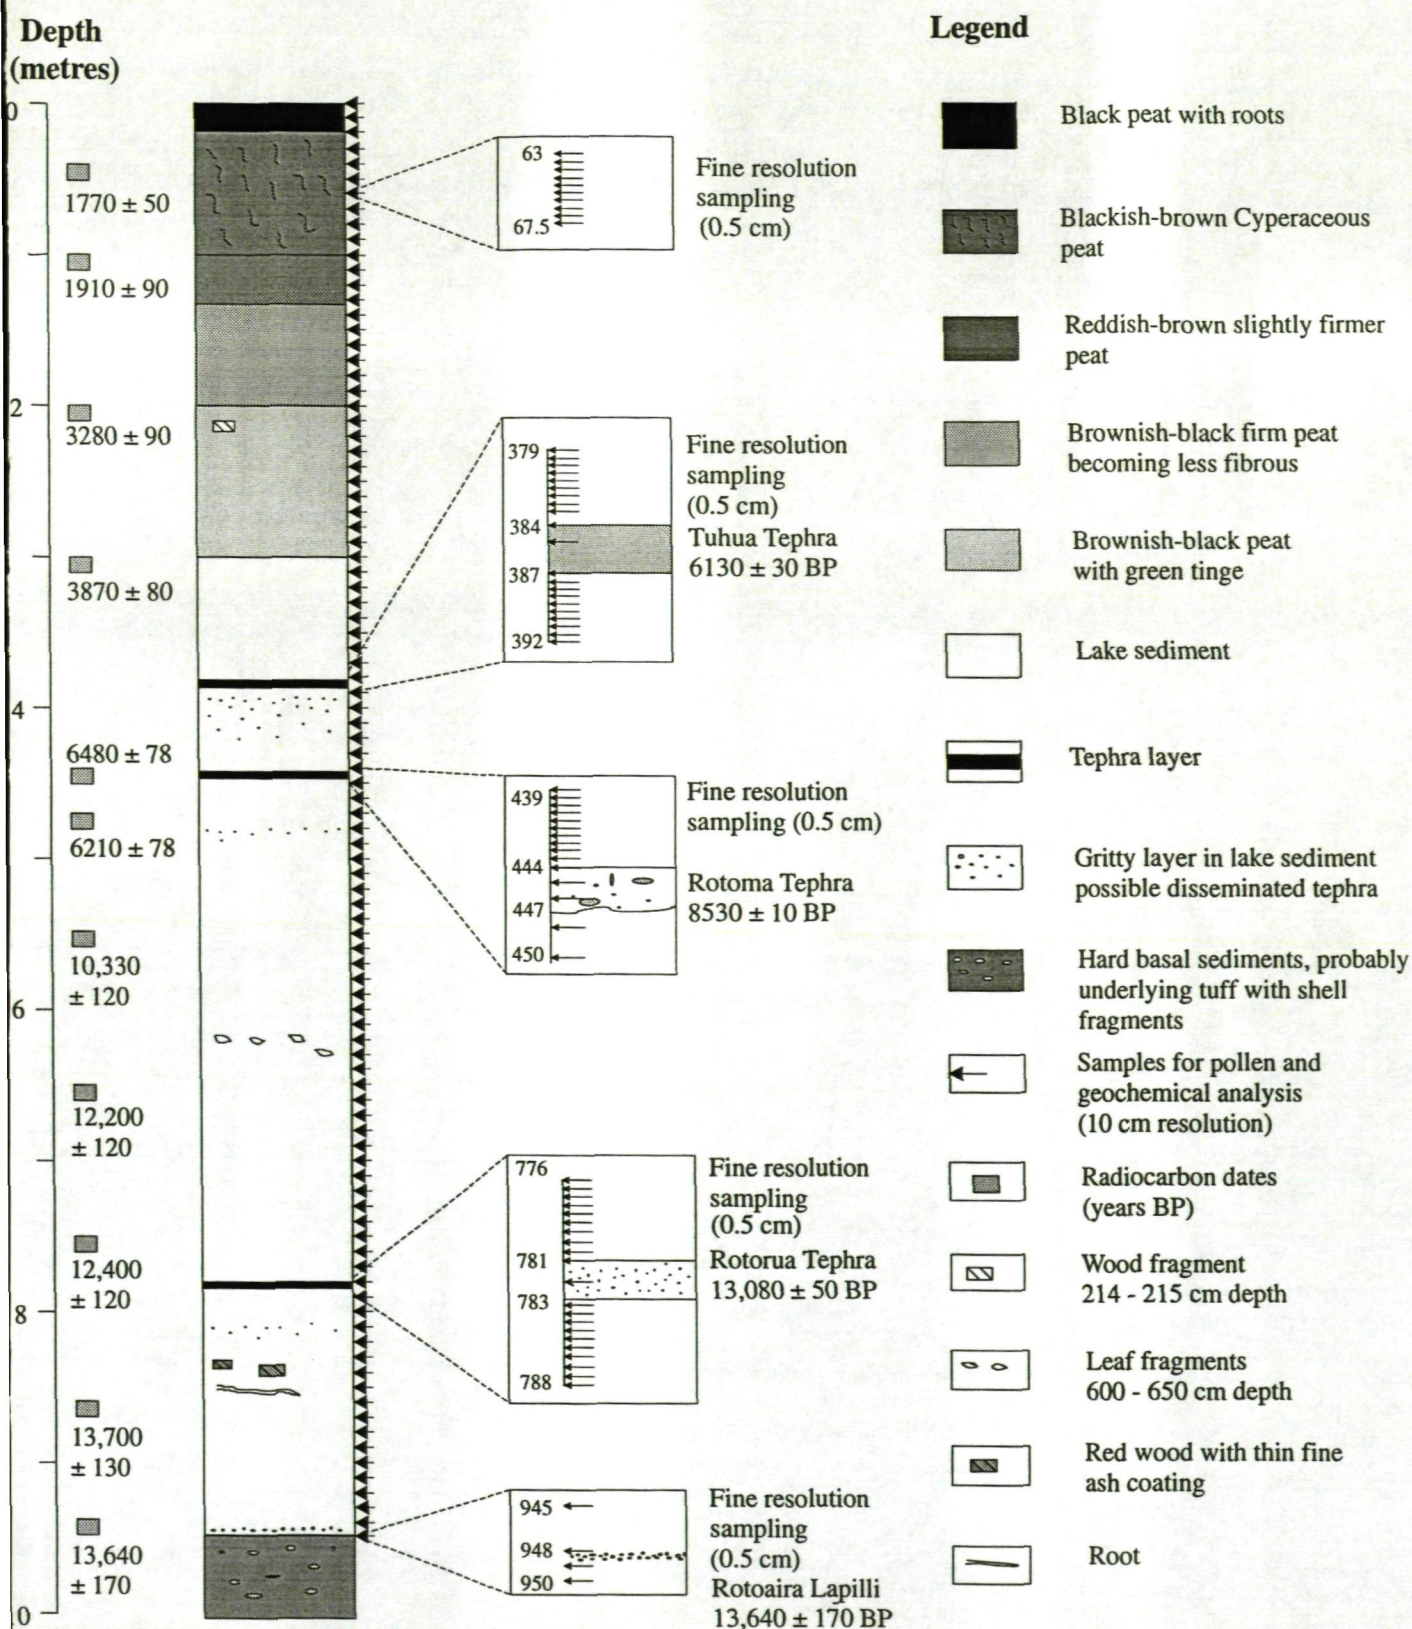 Depth
(metres)
0
2
4
6
8
0
1770 ± 50
1910 ± 90
3280 ± 90
3870 ± 80
6480 ± 78
6210 ± 78
10,330
± 120
12,200
± 120
12,400
± 120
13,700
± 130
13,640
± 170
63
67.5
Fine resolution
sampling
(0.5 cm)
379
384
387
392
Fine resolution
sampling
(0.5 cm)
Tuhua Tephra
6130 ± 30 BP
439
444
447
450
Fine resolution
sampling (0.5 cm)
Rotoma Tephra
8530 ± 10 BP
776
781
783
788
Fine resolution
sampling
(0.5 cm)
Rotorua Tephra
13,080 ± 50 BP
945
948
950
Fine resolution
sampling
(0.5 cm)
Rotoaira Lapilli
13,640 ± 170 BP
Legend
Black peat with roots
Blackish-brown Cyperaceous
peat
Reddish-brown slightly firmer
peat
Brownish-black firm peat
becoming less fibrous
Brownish-black peat
with green tinge
Lake sediment
Tephra layer
Gritty layer in lake sediment
possible disseminated tephra
Hard basal sediments, probably
underlying tuff with shell
fragments
Samples for pollen and
geochemical analysis
(10 cm resolution)
Radiocarbon dates
(years BP)
Wood fragment
214 - 215 cm depth
Leaf fragments
600 - 650 cm depth
Red wood with thin fine
ash coating
Root